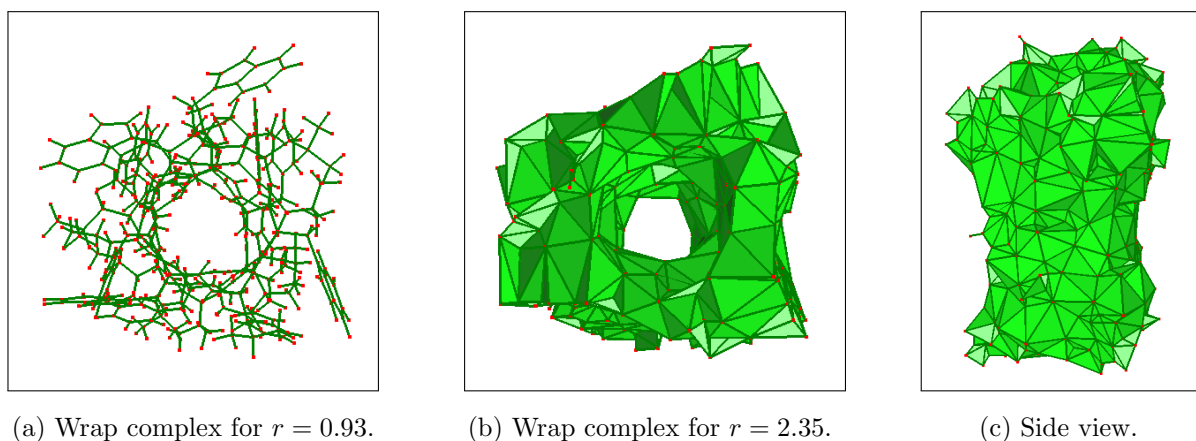 (a) Wrap complex for r = 0.93.
(b) Wrap complex for r = 2.35.
(c) Side view.